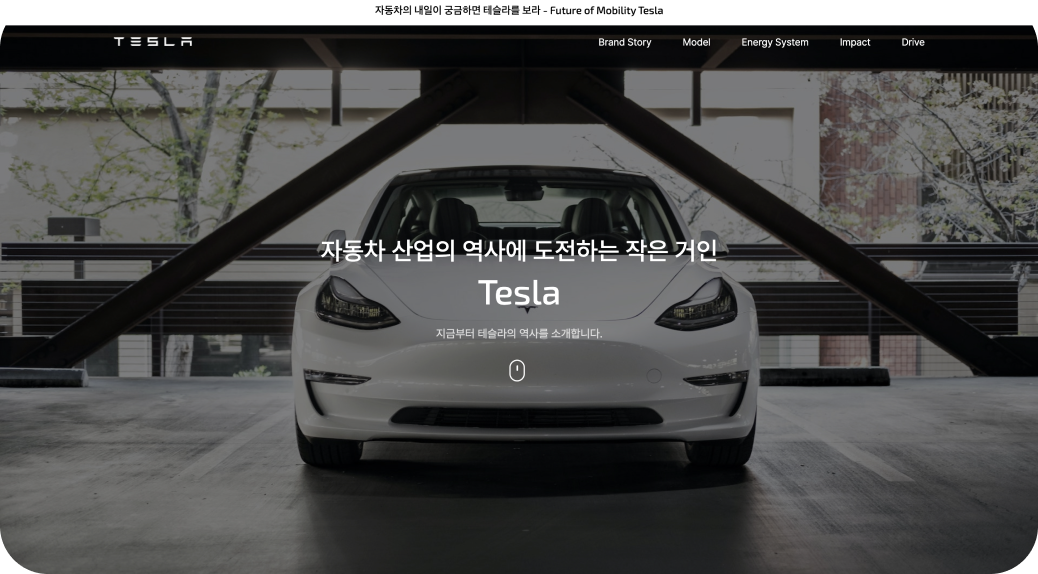 자동차의 내일이 궁금하면 테슬라를 보라 - Future of Mobility Tesla
TESLA
Brand Story
Model
Energy System
Impact
Drive
자동차 산업의 역사에 도전하는 작은 거인
Tesla
지금부터 테슬라의 역사를 소개합니다.